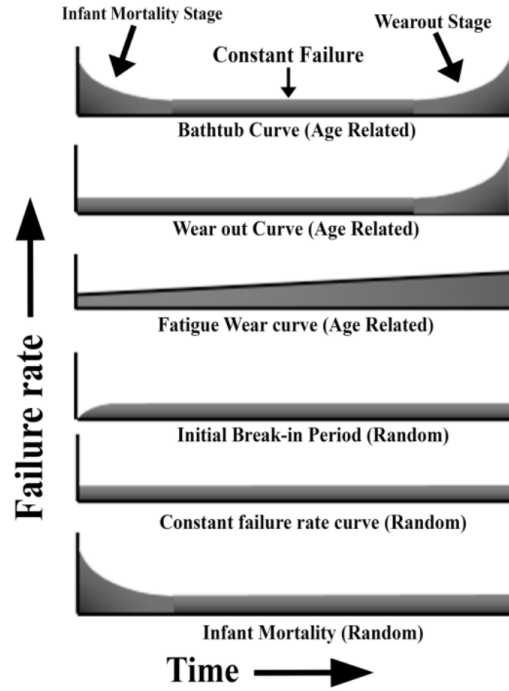 Infant Mortality Stage
Wearout Stage
Constant Failure
Bathtub Curve (Age Related)
Wear out Curve (Age Related)
Fatigue Wear curve (Age Related)
Initial Break-in Period (Random)
Constant failure rate curve (Random)
Infant Mortality (Random)
Failure rate
Time